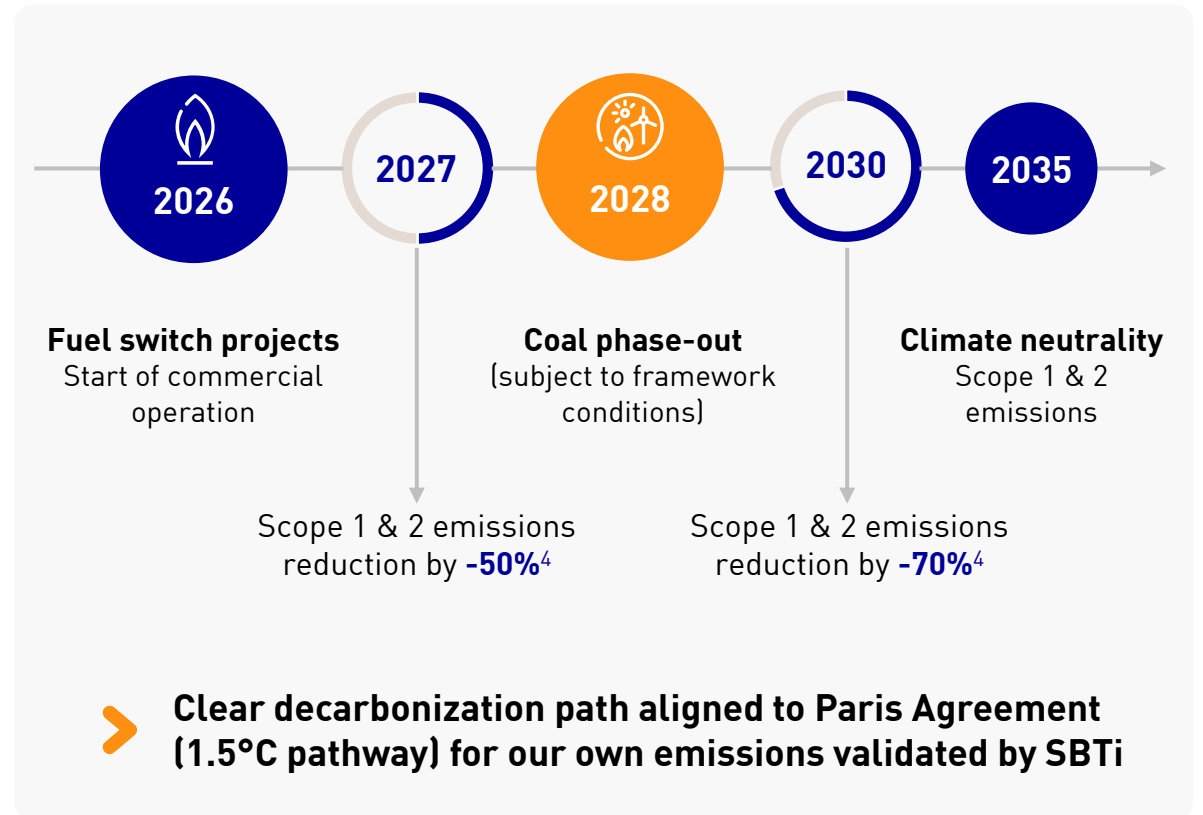 2026
2027
2028
2030
2035
Fuel switch projects
Start of commercial
operation
Coal phase-out
(subject to framework
conditions)
Climate neutrality
Scope 1 & 2
emissions
Scope 1 & 2 emissions
reduction by -50%⁴
Scope 1 & 2 emissions
reduction by -70%⁴
Clear decarbonization path aligned to Paris Agreement
(1.5°C pathway) for our own emissions validated by SBTi